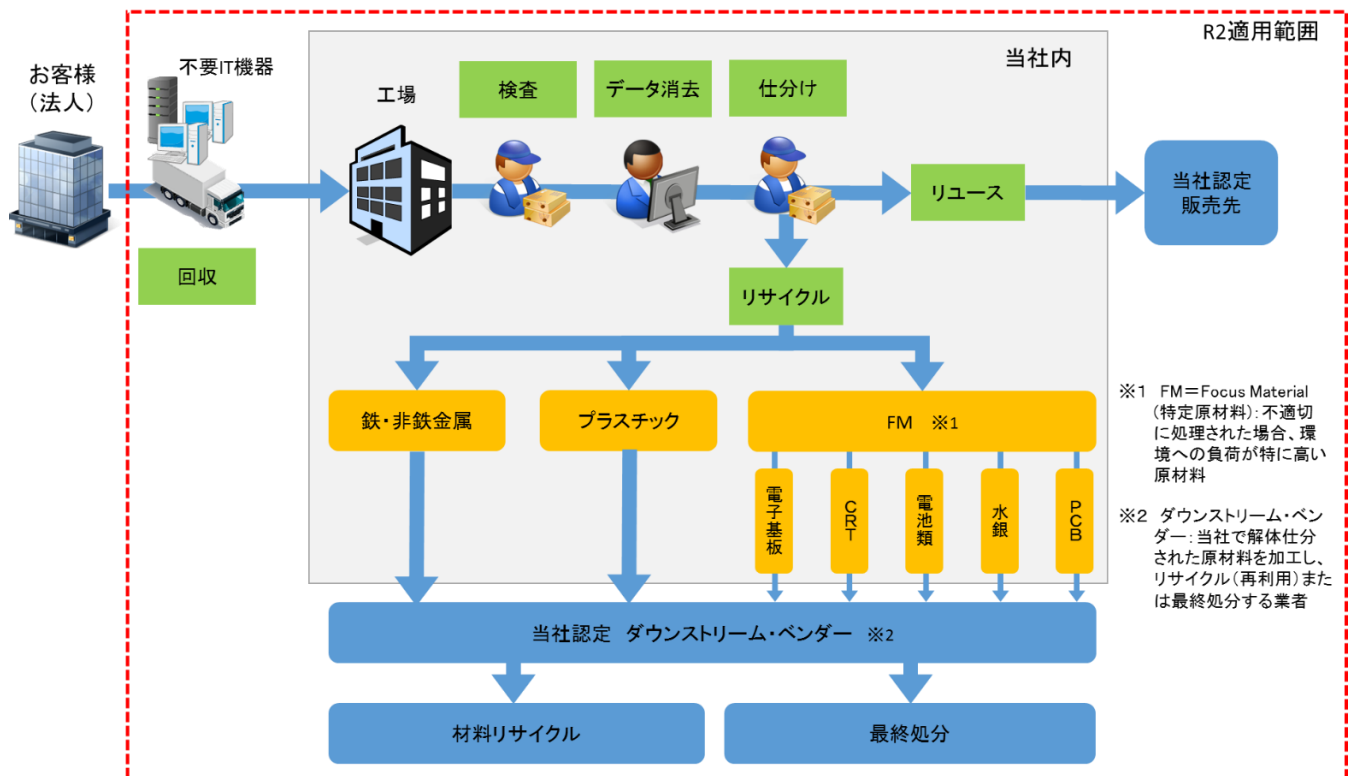 R2適用範囲
お客様
（法人）
不要IT機器
当社内
工場
検査
データ消去
仕分け
リユース
当社認定
販売先
回収
リサイクル
鉄・非鉄金属
プラスチック
FM ※1
電子基板
CRT
電池類
水銀
PCB
※1 FM＝Focus Material
（特定原材料）：不適切
に処理された場合、環
境への負荷が特に高い
原材料
※2 ダウンストリーム・ベン
ダー：当社で解体仕分
された原材料を加工し、
リサイクル（再利用）また
は最終処分する業者
当社認定 ダウンストリーム・ベンダー ※2
材料リサイクル
最終処分